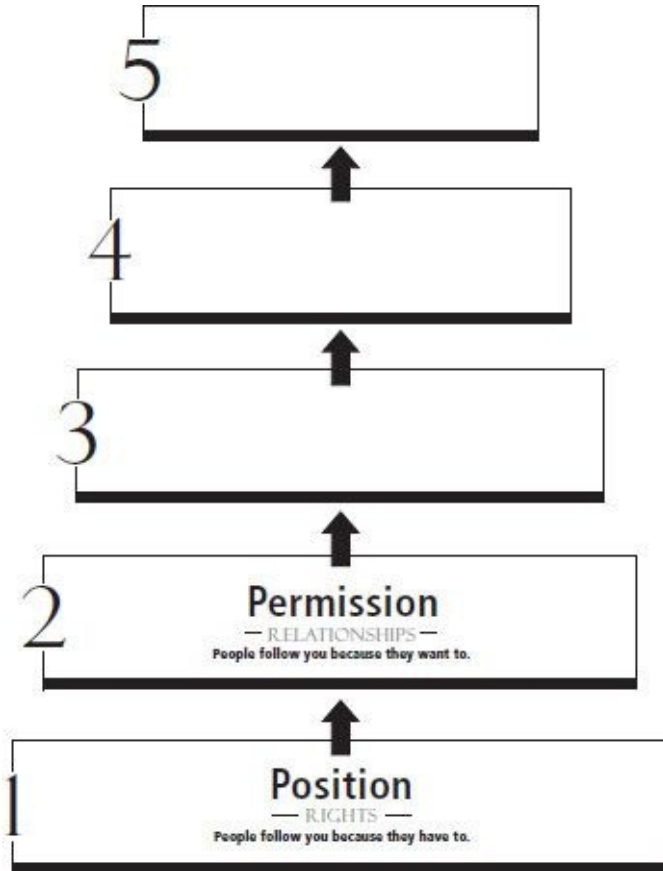 5
4
3
2
Permission
— RELATIONSHIPS —
People follow you because they want to.
1
Position
— RIGHTS —
People follow you because they have to.